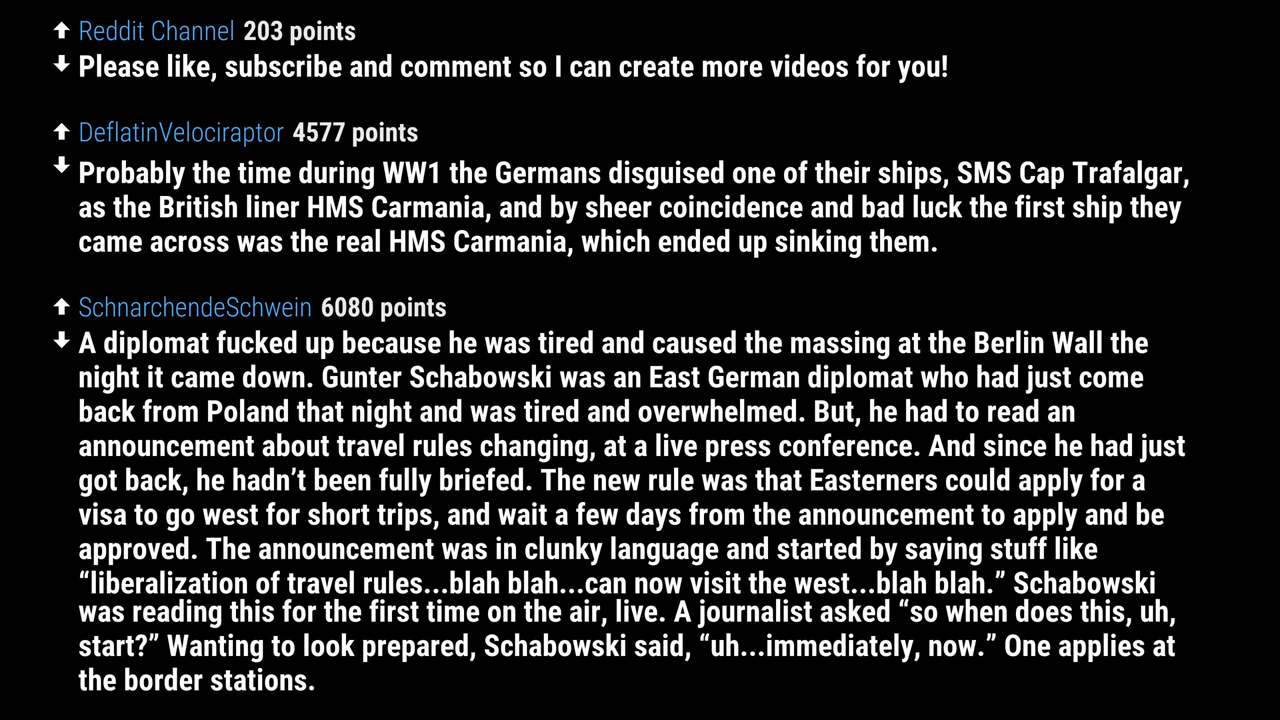 Reddit Channel 203 points
Please like, subscribe and comment so I can create more videos for you!
DeflatinVelociraptor 4577 points
Probably the time during WW1 the Germans disguised one of their ships, SMS Cap Trafalgar,
as the British liner HMS Carmania, and by sheer coincidence and bad luck the first ship they
came across was the real HMS Carmania, which ended up sinking them.
SchnarchendeSchwein 6080 points
A diplomat fucked up because he was tired and caused the massing at the Berlin Wall the
night it came down. Gunter Schabowski was an East German diplomat who had just come
back from Poland that night and was tired and overwhelmed. But, he had to read an
announcement about travel rules changing, at a live press conference. And since he had just
got back, he hadn’t been fully briefed. The new rule was that Easterners could apply for a
visa to go west for short trips, and wait a few days from the announcement to apply and be
approved. The announcement was in clunky language and started by saying stuff like
“liberalization of travel rules...blah blah...can now visit the west...blah blah.” Schabowski
was reading this for the first time on the air, live. A journalist asked “so when does this, uh,
start?” Wanting to look prepared, Schabowski said, “uh...immediately, now.” One applies at
the border stations.